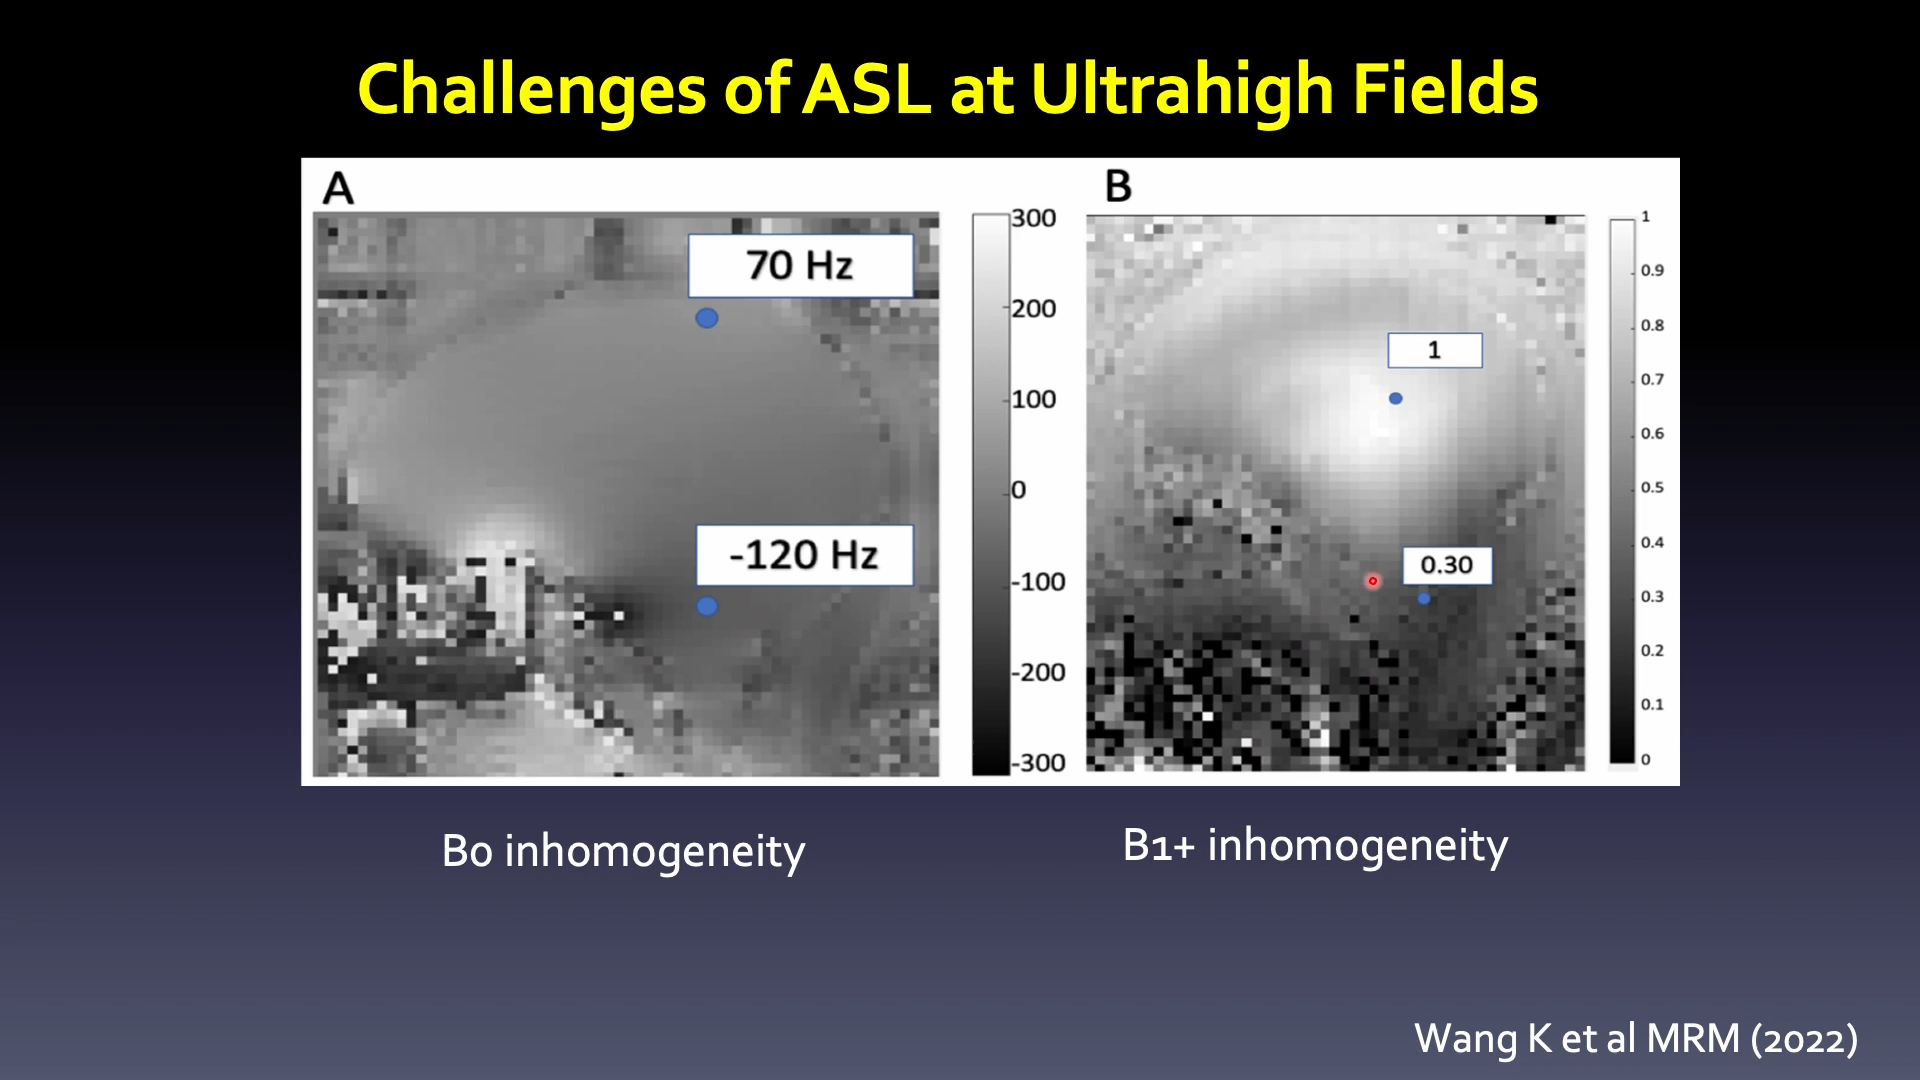 Challenges of ASL at Ultrahigh Fields
A
70 Hz
-120 Hz
300
200
100
0
-100
-200
-300
B
1
0.30
1
0.9
0.8
0.7
0.6
0.5
0.4
0.3
0.2
0.1
0
B0 inhomogeneity
B1+ inhomogeneity
Wang K et al MRM (2022)